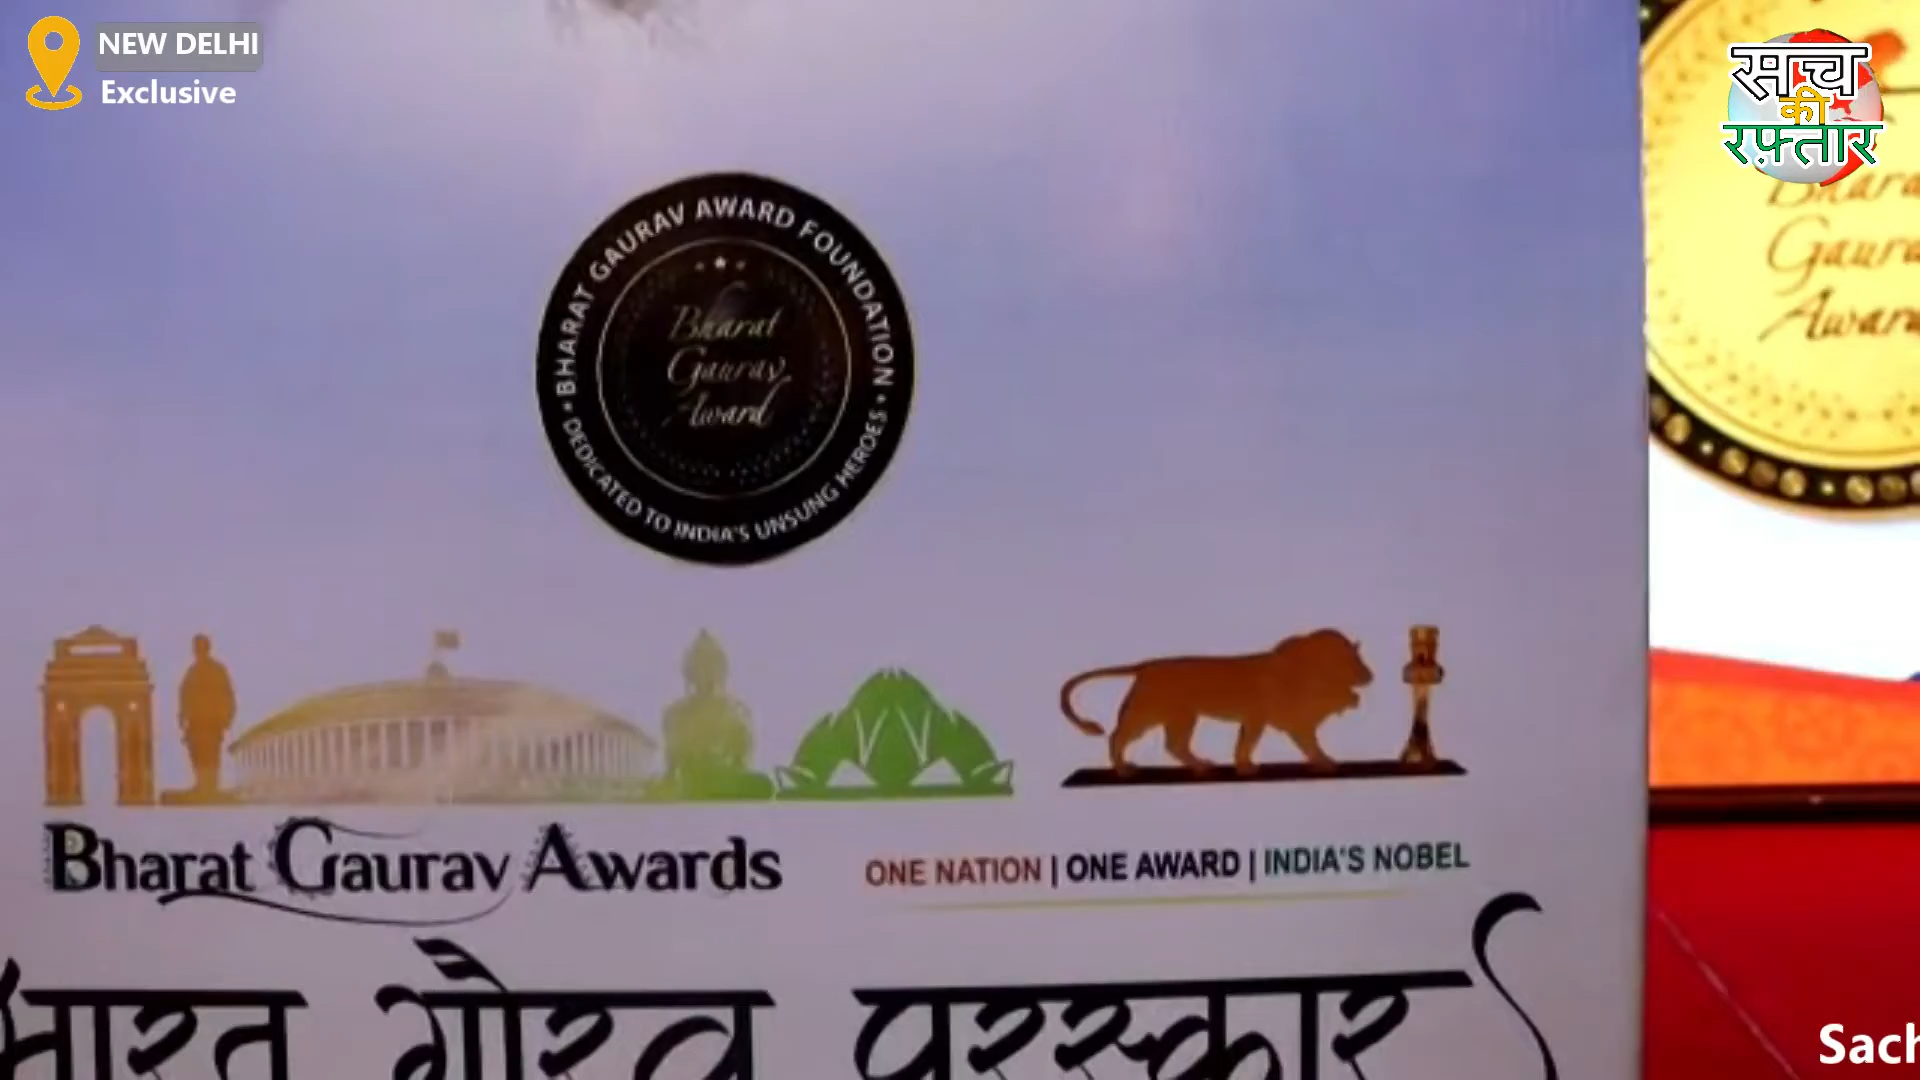 NEW DELHI
Exclusive
सच
की
रफ़्तार
• BHARAT GAURAV AWARD FOUNDATION •
DEDICATED TO INDIA'S UNSUNG HEROES
Bharat
Gaurav
Award
Bharat
Gaurav
Award
Bharat Gaurav Awards
ONE NATION | ONE AWARD | INDIA'S NOBEL
भारत गौरव पुरस्कार
Sach